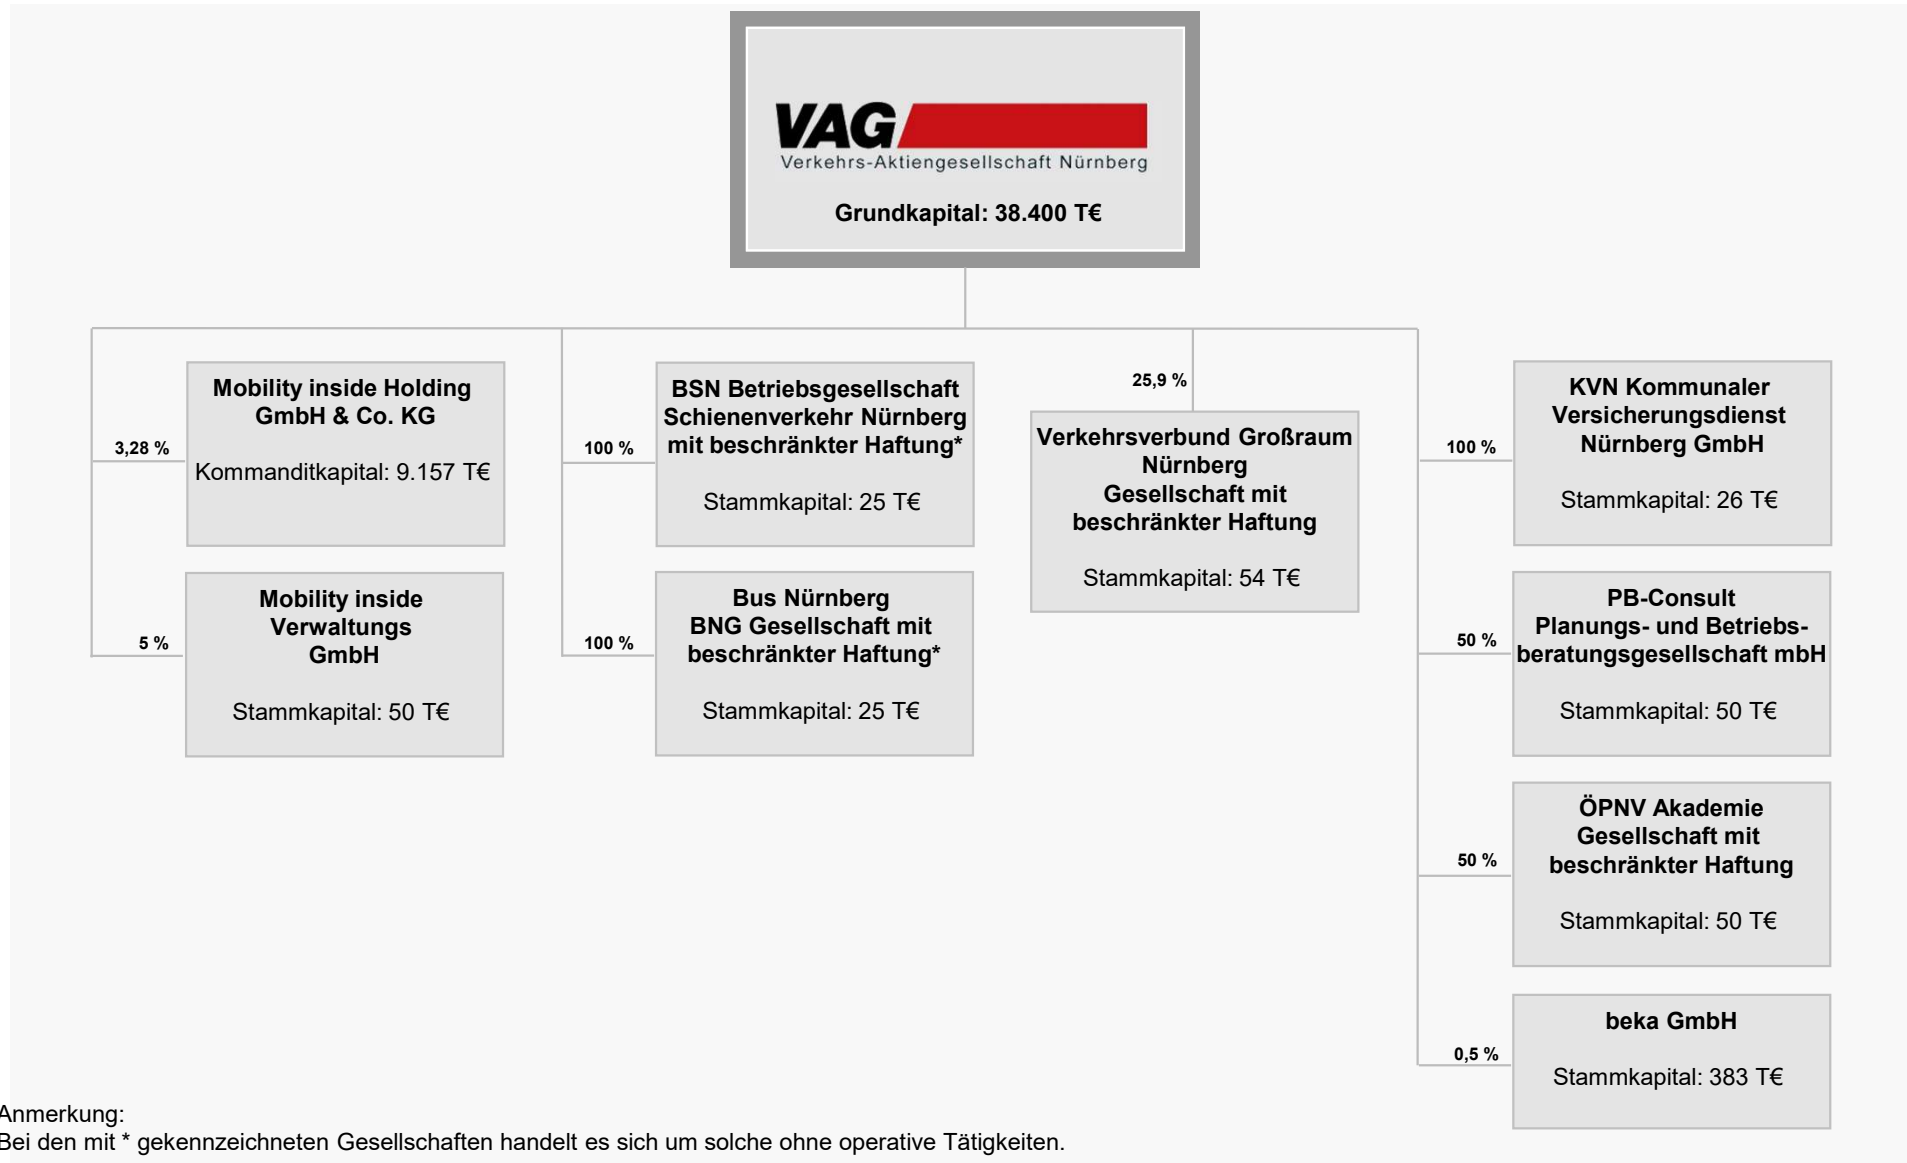 VAG
Verkehrs-Aktiengesellschaft Nürnberg
Grundkapital: 38.400 T€
3,28 %
Mobility inside Holding
GmbH & Co. KG
Kommanditkapital: 9.157 T€
5 %
Mobility inside
Verwaltungs
GmbH
Stammkapital: 50 T€
100 %
BSN Betriebsgesellschaft
Schienenverkehr Nürnberg
mit beschränkter Haftung*
Stammkapital: 25 T€
100 %
Bus Nürnberg
BNG Gesellschaft mit
beschränkter Haftung*
Stammkapital: 25 T€
25,9 %
Verkehrsverbund Großraum
Nürnberg
Gesellschaft mit
beschränkter Haftung
Stammkapital: 54 T€
100 %
KVN Kommunaler
Versicherungsdienst
Nürnberg GmbH
Stammkapital: 26 T€
50 %
PB-Consult
Planungs- und Betriebs-
beratungsgesellschaft mbH
Stammkapital: 50 T€
50 %
ÖPNV Akademie
Gesellschaft mit
beschränkter Haftung
Stammkapital: 50 T€
0,5 %
beka GmbH
Stammkapital: 383 T€
Anmerkung:
Bei den mit * gekennzeichneten Gesellschaften handelt es sich um solche ohne operative Tätigkeiten.